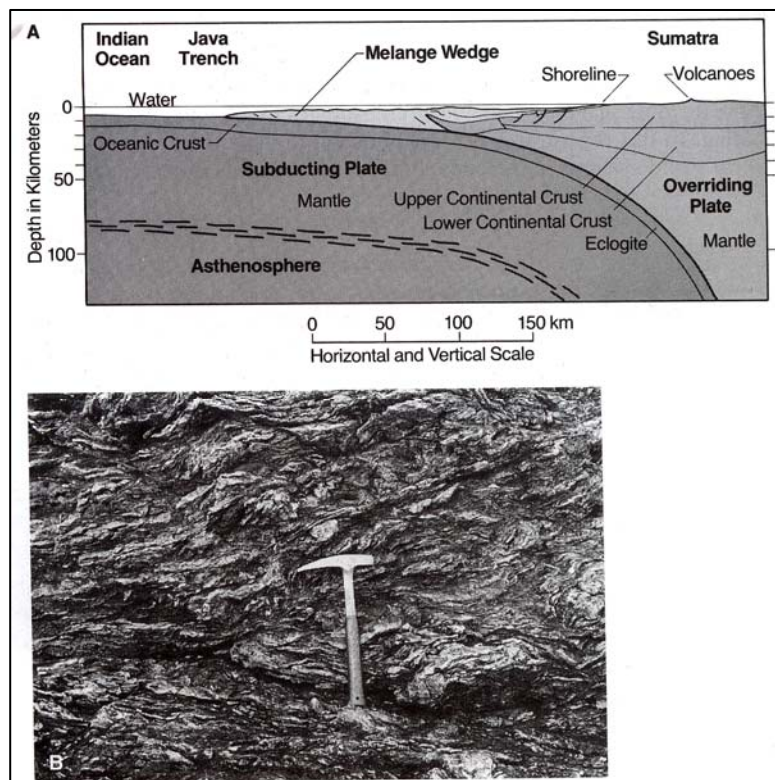 A
Indian Ocean
Java Trench
Melange Wedge
Sumatra
Shoreline
Volcanoes
Water
0
Oceanic Crust
Subducting Plate
50
Mantle
Upper Continental Crust
Overriding Plate
Lower Continental Crust
Eclogite
Mantle
100
Asthenosphere
Depth in Kilometers
0 50 100 150 km
Horizontal and Vertical Scale
B